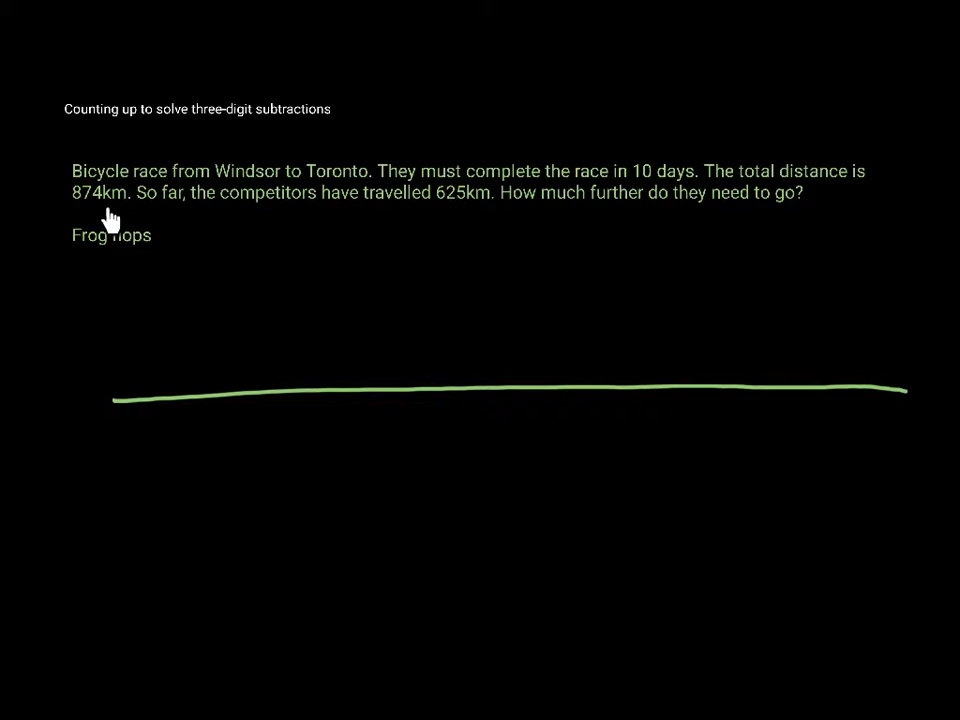 Counting up to solve three-digit subtractions
Bicycle race from Windsor to Toronto. They must complete the race in 10 days. The total distance is
874km. So far, the competitors have travelled 625km. How much further do they need to go?
Frog hops